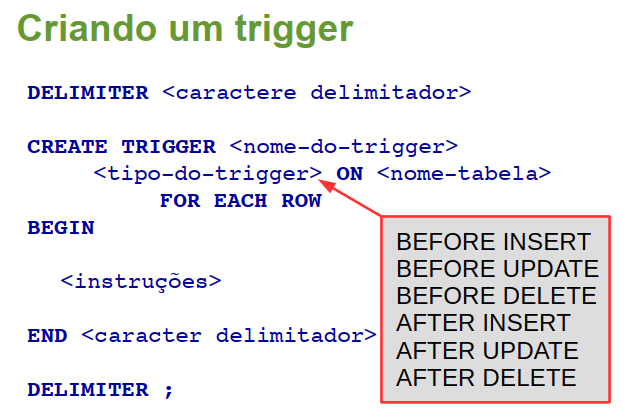 Criando um trigger
DELIMITER <caractere delimitador>
CREATE TRIGGER <nome-do-trigger>
<tipo-do-trigger> ON <nome-tabela>
FOR EACH ROW
BEGIN
<instruções>
END <caracter delimitador>
DELIMITER ;
BEFORE INSERT
BEFORE UPDATE
BEFORE DELETE
AFTER INSERT
AFTER UPDATE
AFTER DELETE